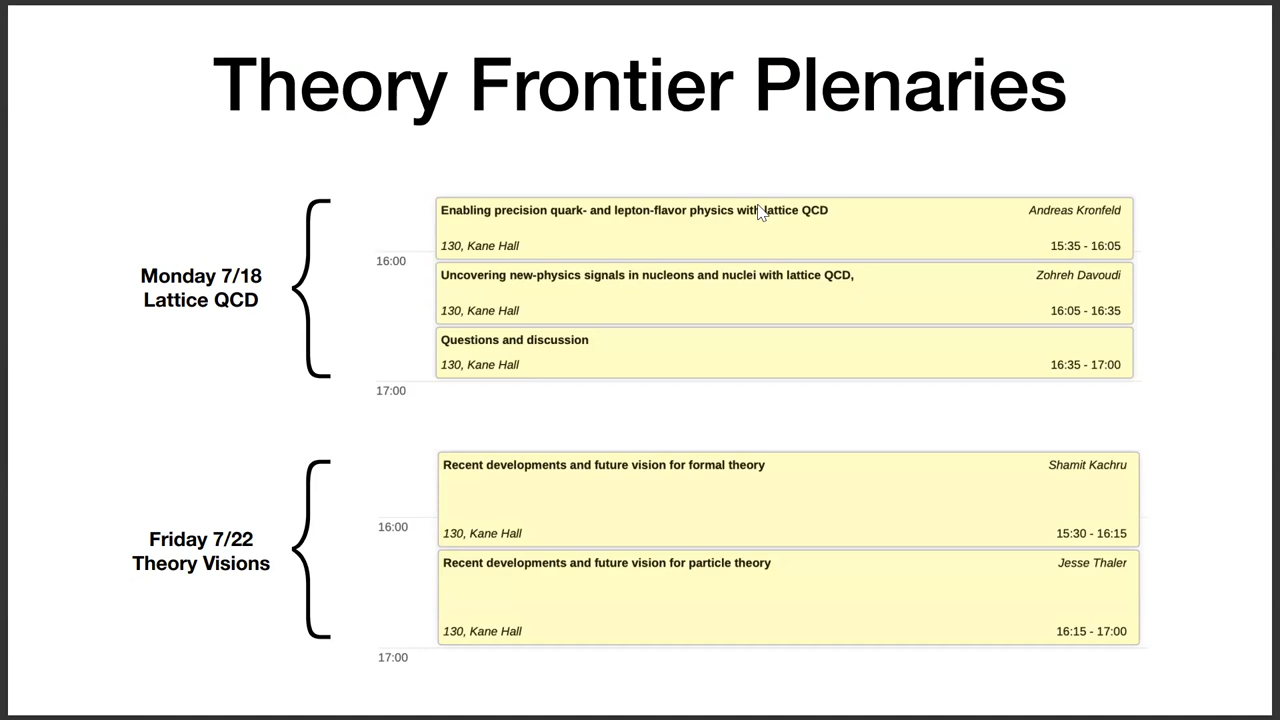 Theory Frontier Plenaries
Monday 7/18
Lattice QCD
Enabling precision quark- and lepton-flavor physics with lattice QCD
Andreas Kronfeld
130, Kane Hall
15:35 - 16:05
16:00
Uncovering new-physics signals in nucleons and nuclei with lattice QCD,
Zohreh Davoudi
130, Kane Hall
16:05 - 16:35
Questions and discussion
130, Kane Hall
16:35 - 17:00
17:00
Friday 7/22
Theory Visions
Recent developments and future vision for formal theory
Shamit Kachru
16:00
130, Kane Hall
15:30 - 16:15
Recent developments and future vision for particle theory
Jesse Thaler
130, Kane Hall
16:15 - 17:00
17:00